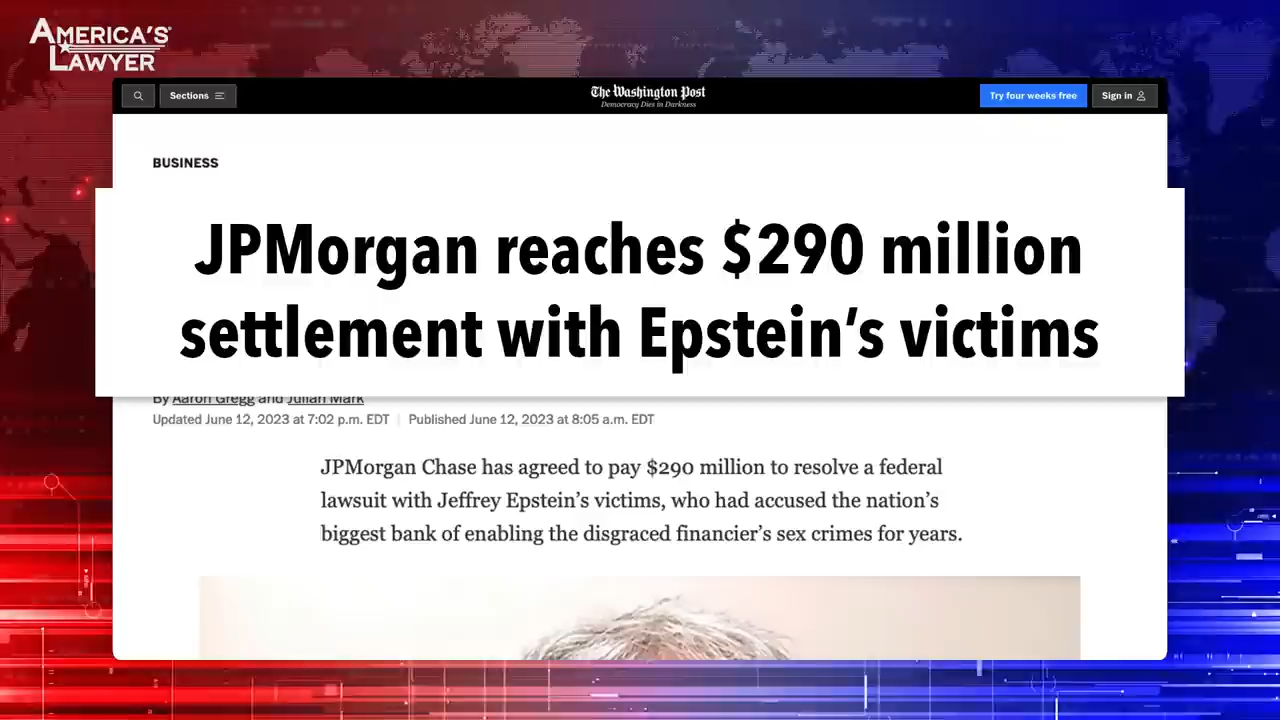 AMERICA'S
LAWYER
Sections
The Washington Post
Democracy Dies in Darkness
Try four weeks free
Sign in
BUSINESS
JPMorgan reaches $290 million
settlement with Epstein's victims
By Aaron Gregg and Julian Mark
Updated June 12, 2023 at 7:02 p.m. EDT | Published June 12, 2023 at 8:05 a.m. EDT
JPMorgan Chase has agreed to pay $290 million to resolve a federal
lawsuit with Jeffrey Epstein's victims, who had accused the nation's
biggest bank of enabling the disgraced financier's sex crimes for years.